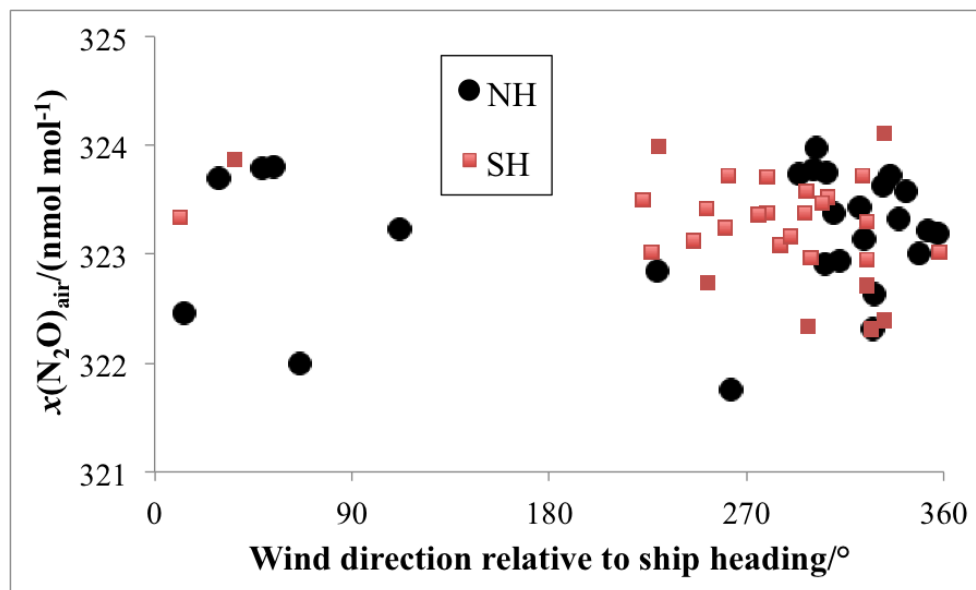 325
324
323
322
321
x(N₂O)air/(nmol mol⁻¹)
NH
SH
0 90 180 270 360
Wind direction relative to ship heading/°